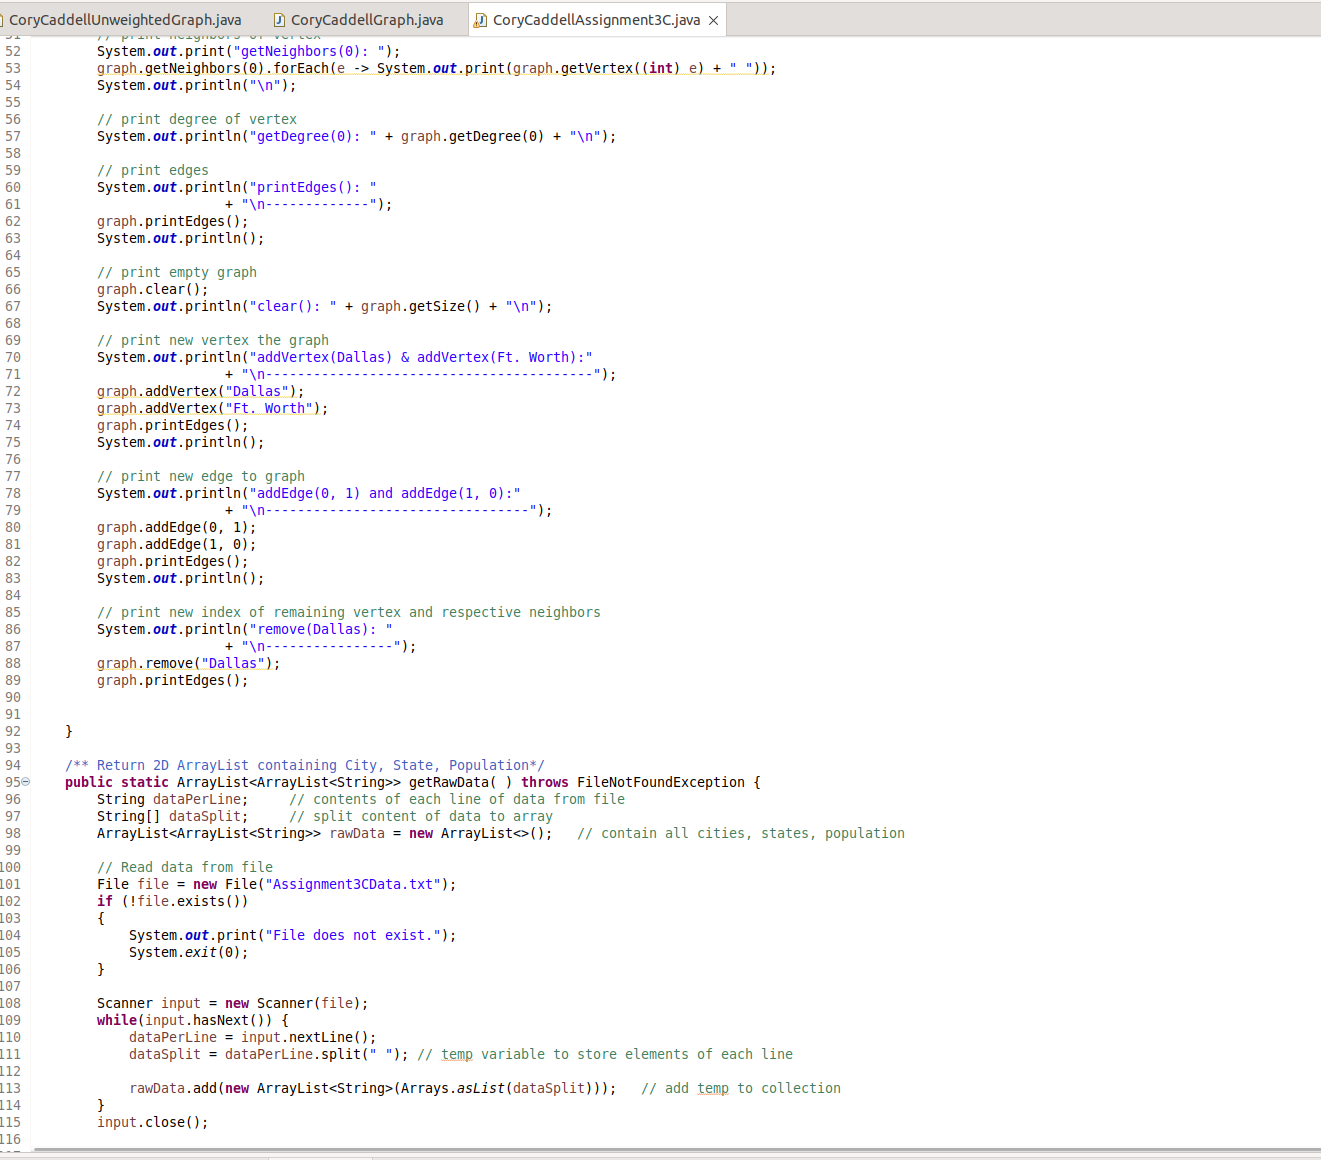 CoryCaddellUnweightedGraph.java CoryCaddellGraph.java CoryCaddellAssignment3C.java
51 // print neighbors of vertex
52 System.out.print("getNeighbors(0): ");
53 graph.getNeighbors(0).forEach(e -> System.out.print(graph.getVertex((int) e) + " "));
54 System.out.println("\n");
55
56 // print degree of vertex
57 System.out.println("getDegree(0): " + graph.getDegree(0) + "\n");
58
59 // print edges
60 System.out.println("printEdges(): "
61 + "\n-------------");
62 graph.printEdges();
63 System.out.println();
64
65 // print empty graph
66 graph.clear();
67 System.out.println("clear(): " + graph.getSize() + "\n");
68
69 // print new vertex the graph
70 System.out.println("addVertex(Dallas) & addVertex(Ft. Worth):"
71 + "\n-----------------------------------------");
72 graph.addVertex("Dallas");
73 graph.addVertex("Ft. Worth");
74 graph.printEdges();
75 System.out.println();
76
77 // print new edge to graph
78 System.out.println("addEdge(0, 1) and addEdge(1, 0):"
79 + "\n---------------------------------");
80 graph.addEdge(0, 1);
81 graph.addEdge(1, 0);
82 graph.printEdges();
83 System.out.println();
84
85 // print new index of remaining vertex and respective neighbors
86 System.out.println("remove(Dallas): "
87 + "\n----------------");
88 graph.remove("Dallas");
89 graph.printEdges();
90
91
92 }
93
94 /** Return 2D ArrayList containing City, State, Population*/
95 public static ArrayList<ArrayList<String>> getRawData( ) throws FileNotFoundException {
96 String dataPerLine; // contents of each line of data from file
97 String[] dataSplit; // split content of data to array
98 ArrayList<ArrayList<String>> rawData = new ArrayList<>(); // contain all cities, states, population
99
100 // Read data from file
101 File file = new File("Assignment3CData.txt");
102 if (!file.exists())
103 {
104 System.out.print("File does not exist.");
105 System.exit(0);
106 }
107
108 Scanner input = new Scanner(file);
109 while(input.hasNext()) {
110 dataPerLine = input.nextLine();
111 dataSplit = dataPerLine.split(" "); // temp variable to store elements of each line
112
113 rawData.add(new ArrayList<String>(Arrays.asList(dataSplit))); // add temp to collection
114 }
115 input.close();
116